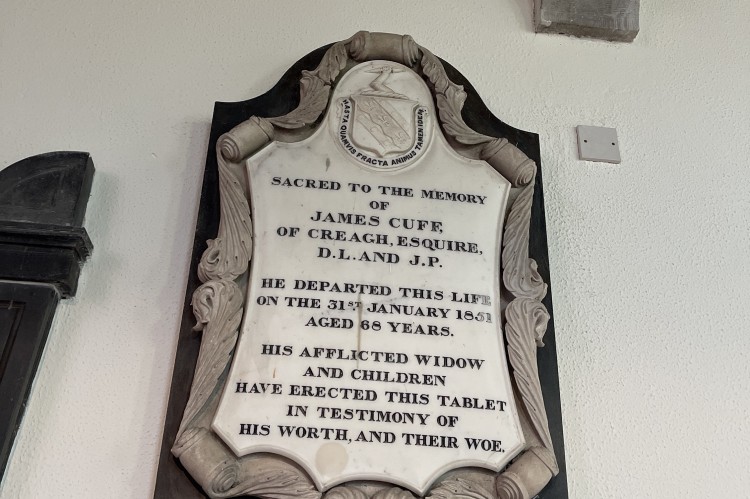 HASTA QUAMVIS FRACTA ANIMUS TAMEN IDEM
SACRED TO THE MEMORY
OF
JAMES CUFF,
OF CREAGH, ESQUIRE,
D.L. AND J.P.
HE DEPARTED THIS LIFE
ON THE 31ST JANUARY 1851
AGED 68 YEARS.
HIS AFFLICTED WIDOW
AND CHILDREN
HAVE ERECTED THIS TABLET
IN TESTIMONY OF
HIS WORTH, AND THEIR WOE.